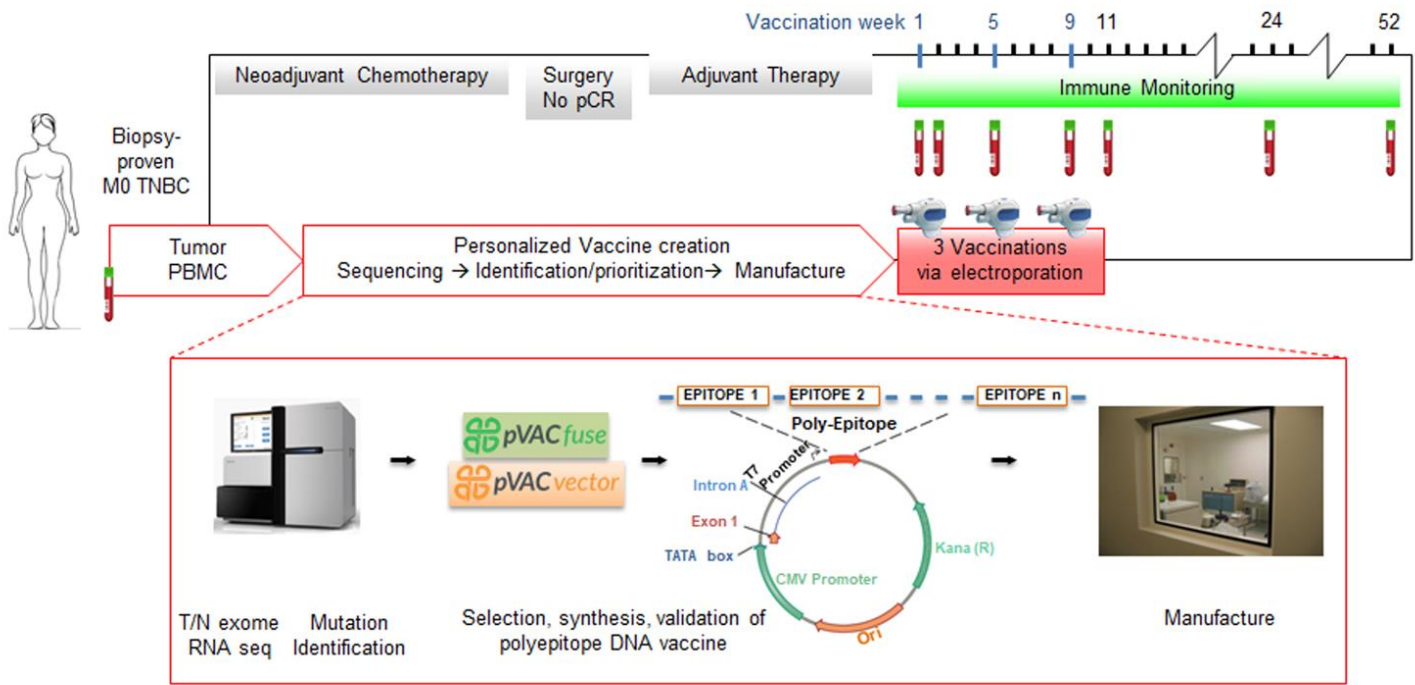 Vaccination week 1 5 9 11 24 52
Neoadjuvant Chemotherapy
Surgery
No pCR
Adjuvant Therapy
Immune Monitoring
Biopsy-
proven
M0 TNBC
Tumor
PBMC
Personalized Vaccine creation
Sequencing → Identification/prioritization→ Manufacture
3 Vaccinations
via electroporation
EPITOPE 1
EPITOPE 2
EPITOPE n
Poly-Epitope
pVACfuse
pVACvector
T7
Promoter
Intron A
Exon 1
TATA box
CMV Promoter
Kana (R)
Ori
T/N exome
RNA seq
Mutation
Identification
Selection, synthesis, validation of
polyepitope DNA vaccine
Manufacture